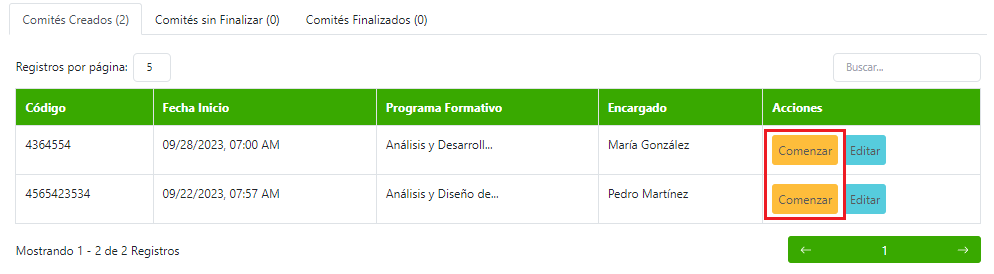 Comités Creados (2) Comités sin Finalizar (0) Comités Finalizados (0)
Registros por página: 5 Buscar...
Código Fecha Inicio Programa Formativo Encargado Acciones
4364554 09/28/2023, 07:00 AM Análisis y Desarroll... María González Comenzar Editar
4565423534 09/22/2023, 07:57 AM Análisis y Diseño de... Pedro Martínez Comenzar Editar
Mostrando 1 - 2 de 2 Registros ← 1 →